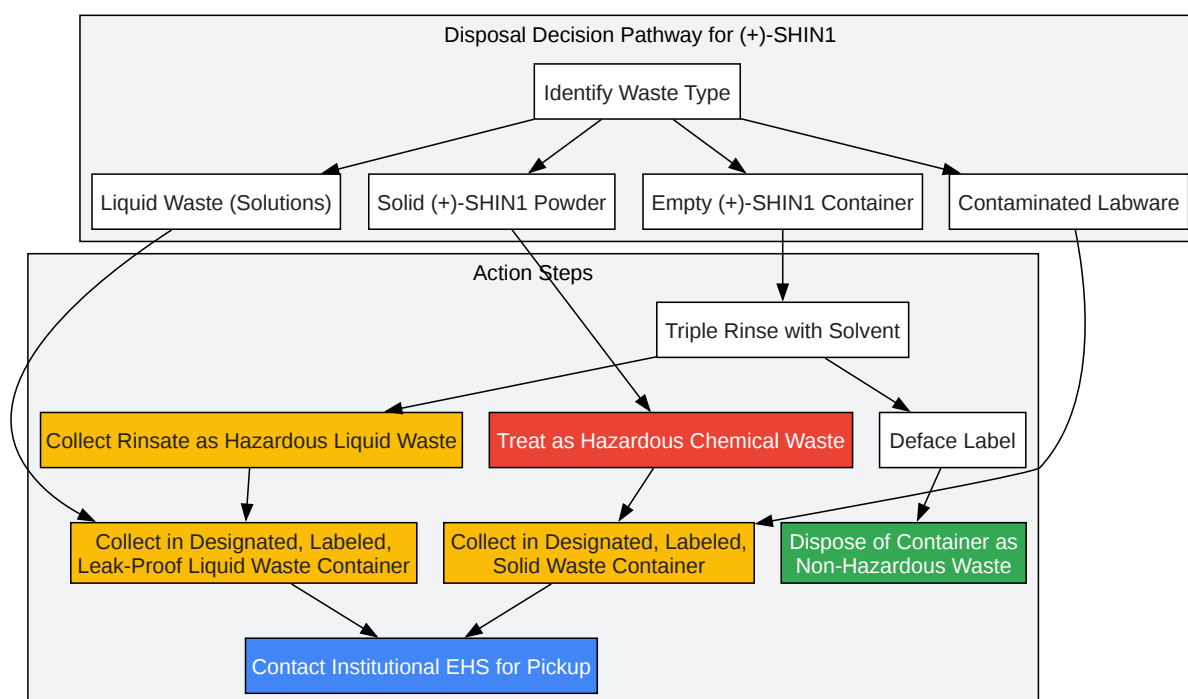 Disposal Decision Pathway for (+)-SHIN1
Identify Waste Type
Liquid Waste (Solutions)
Solid (+)-SHIN1 Powder
Empty (+)-SHIN1 Container
Contaminated Labware
Action Steps
Triple Rinse with Solvent
Collect Rinsate as Hazardous Liquid Waste
Treat as Hazardous Chemical Waste
Deface Label
Collect in Designated, Labeled,
Leak-Proof Liquid Waste Container
Collect in Designated, Labeled,
Solid Waste Container
Dispose of Container as
Non-Hazardous Waste
Contact Institutional EHS for Pickup